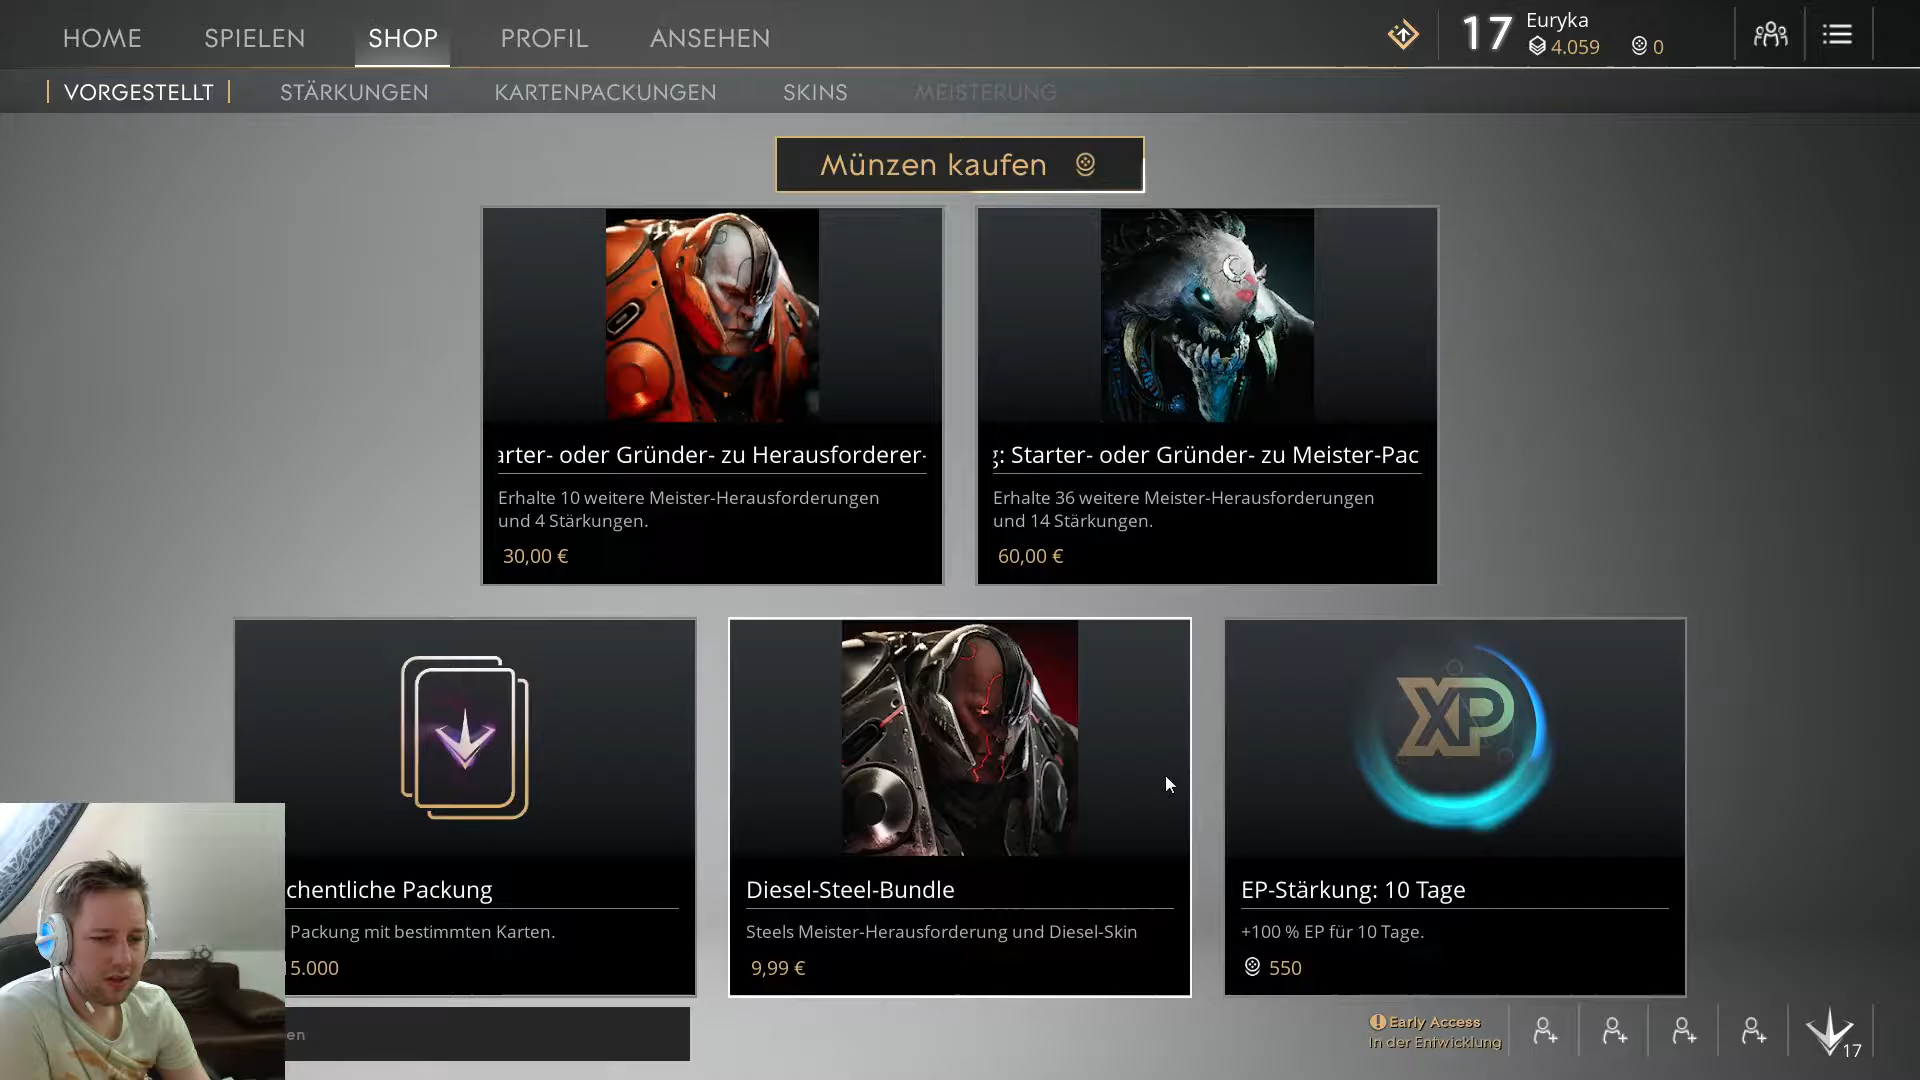 HOME SPIELEN SHOP PROFIL ANSEHEN
17 Euryka
4.059 0
VORGESTELLT STÄRKUNGEN KARTENPACKUNGEN SKINS MEISTERUNG
Münzen kaufen
arter- oder Gründer- zu Herausforderer-
Erhalte 10 weitere Meister-Herausforderungen
und 4 Stärkungen.
30,00 €
g: Starter- oder Gründer- zu Meister-Pac
Erhalte 36 weitere Meister-Herausforderungen
und 14 Stärkungen.
60,00 €
chentliche Packung
Packung mit bestimmten Karten.
15.000
Diesel-Steel-Bundle
Steels Meister-Herausforderung und Diesel-Skin
9,99 €
XP
EP-Stärkung: 10 Tage
+100 % EP für 10 Tage.
550
en
Early Access
In der Entwicklung
17